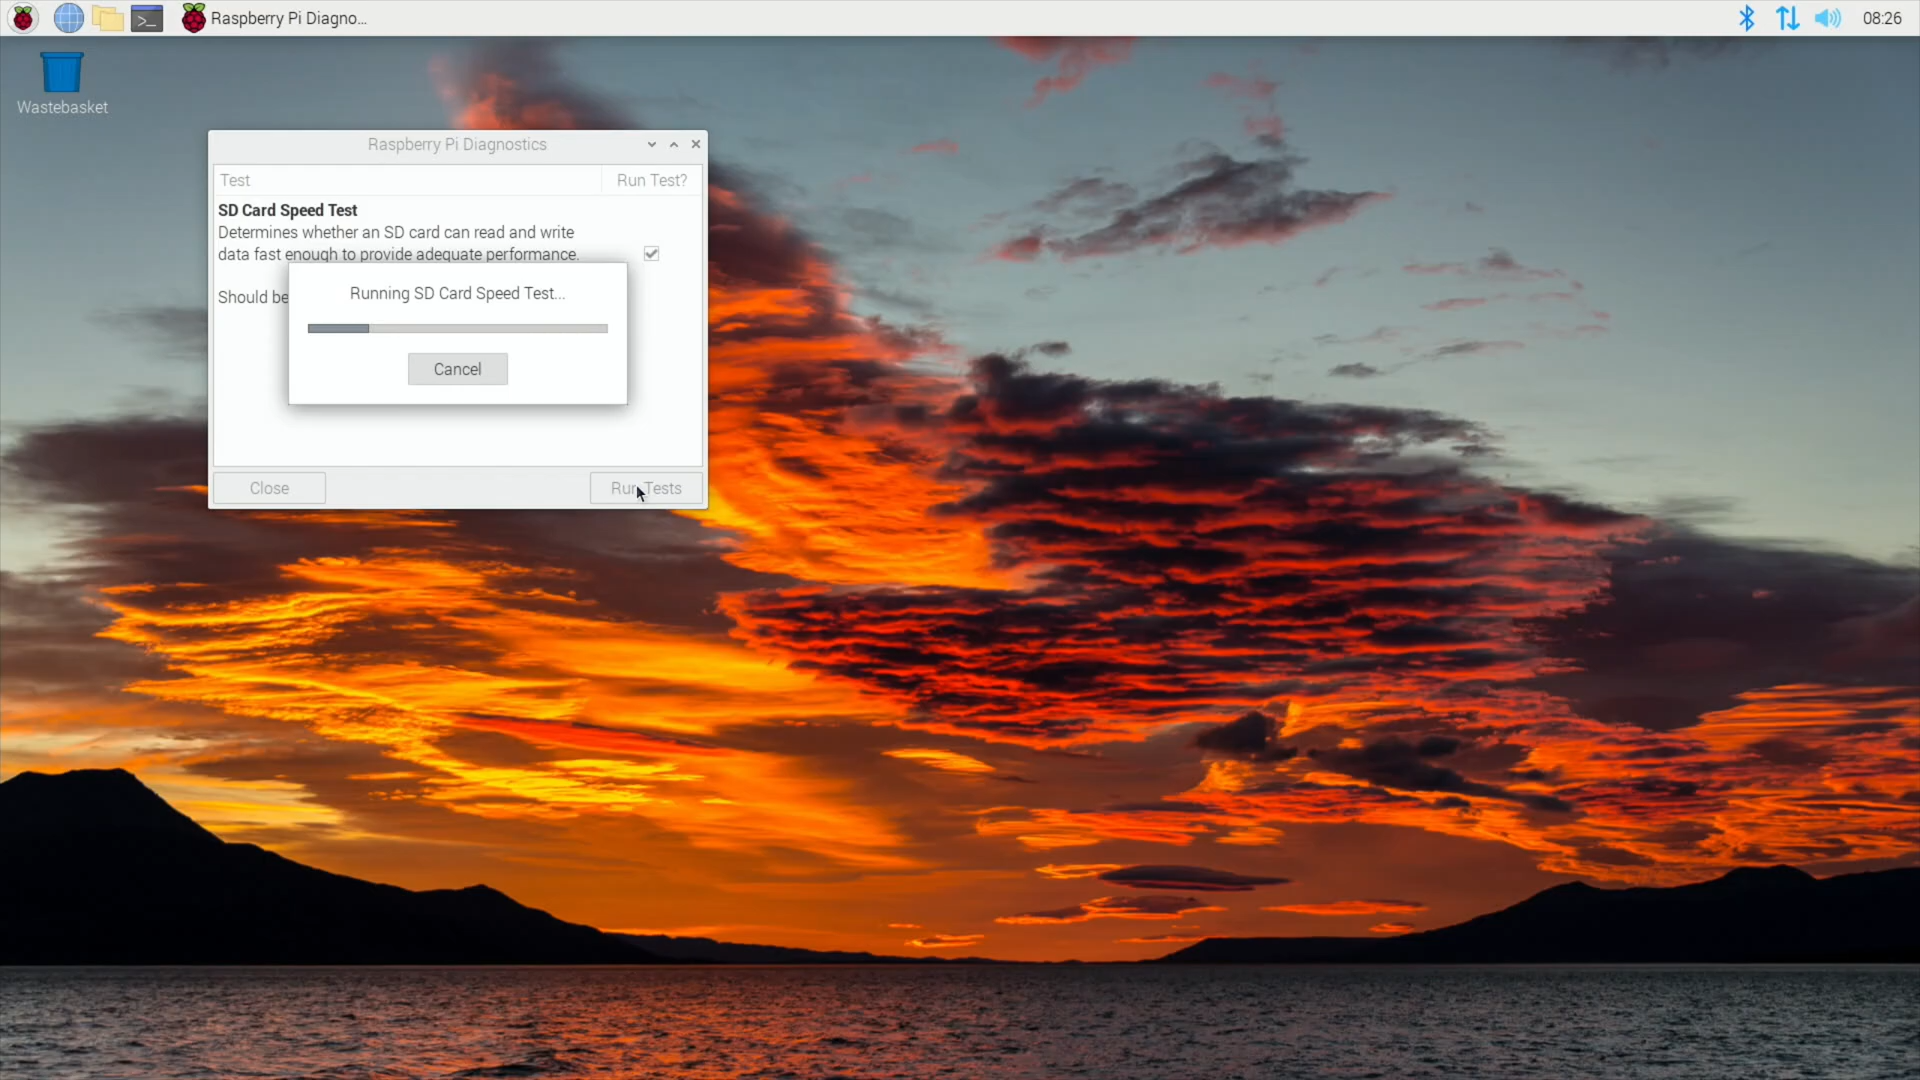 Raspberry Pi Diagno...
08:26
Wastebasket
Raspberry Pi Diagnostics
Test
Run Test?
SD Card Speed Test
Determines whether an SD card can read and write
data fast enough to provide adequate performance.
Should be
Running SD Card Speed Test...
Cancel
Close
Run Tests